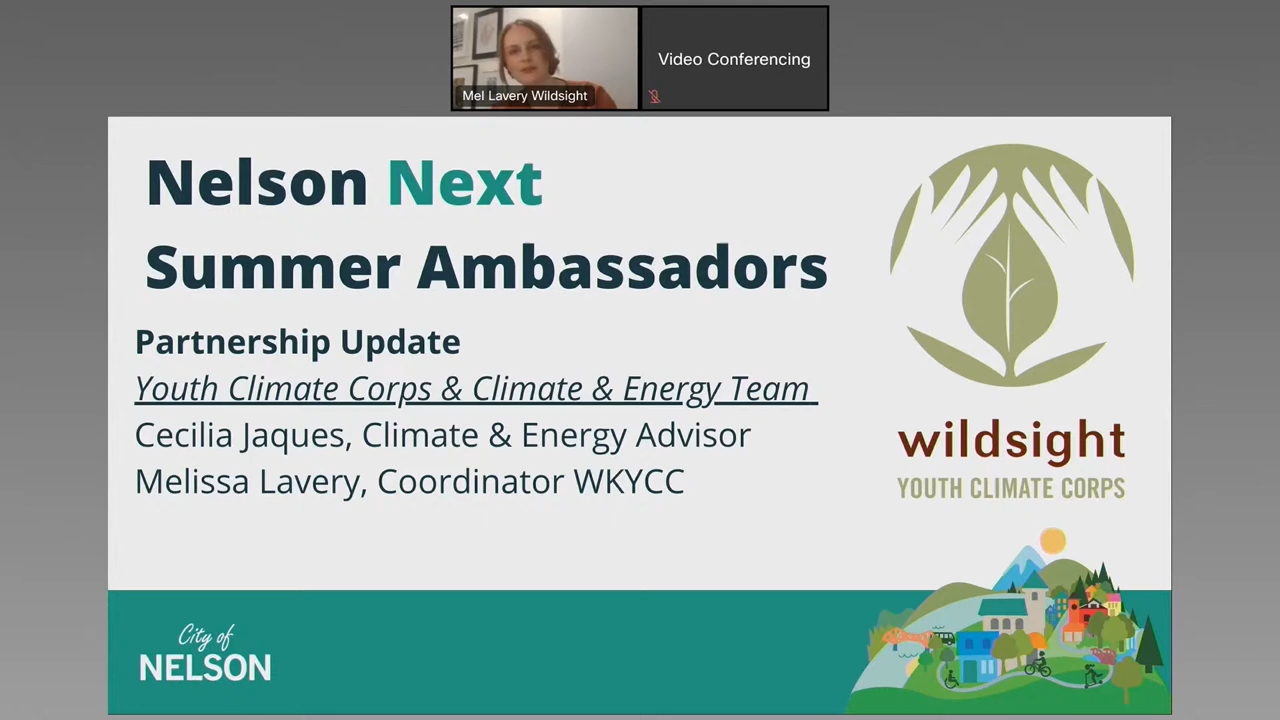 Mel Lavery Wildsight
Video Conferencing
Nelson Next
Summer Ambassadors
Partnership Update
Youth Climate Corps & Climate & Energy Team
Cecilia Jaques, Climate & Energy Advisor
Melissa Lavery, Coordinator WKYCC
wildsight
YOUTH CLIMATE CORPS
City of
NELSON